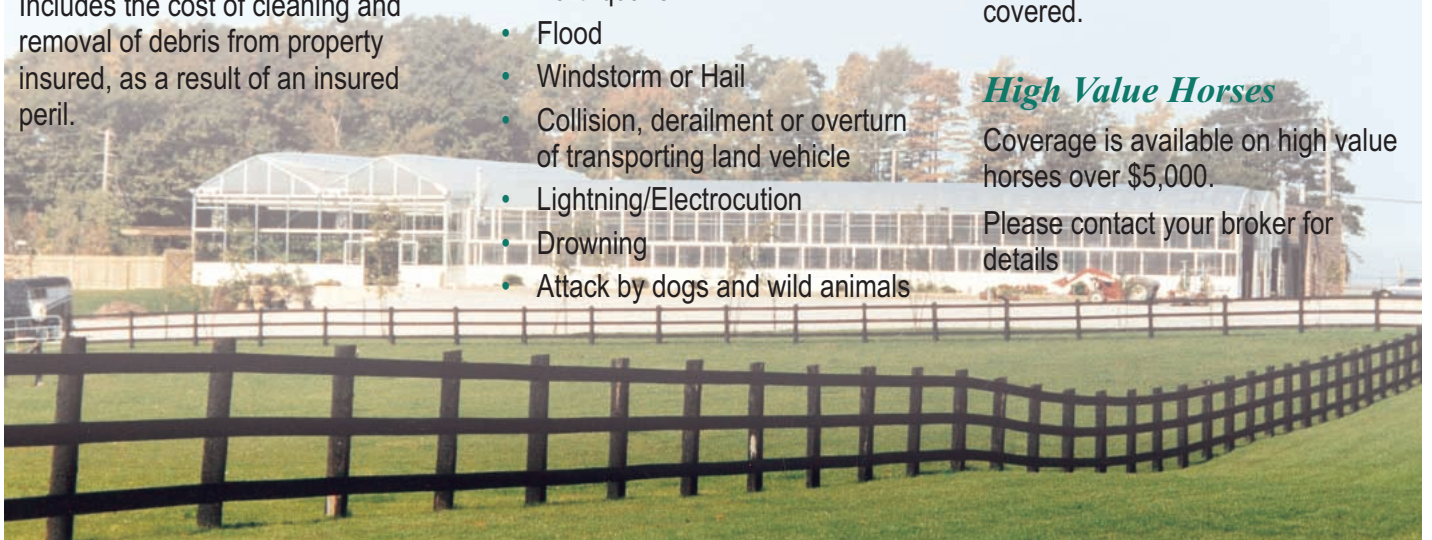 includes the cost of cleaning and
removal of debris from property
insured, as a result of an insured
peril.
• Flood
• Windstorm or Hail
• Collision, derailment or overturn
of transporting land vehicle
• Lightning/Electrocution
• Drowning
• Attack by dogs and wild animals
covered.
High Value Horses
Coverage is available on high value
horses over $5,000.
Please contact your broker for
details